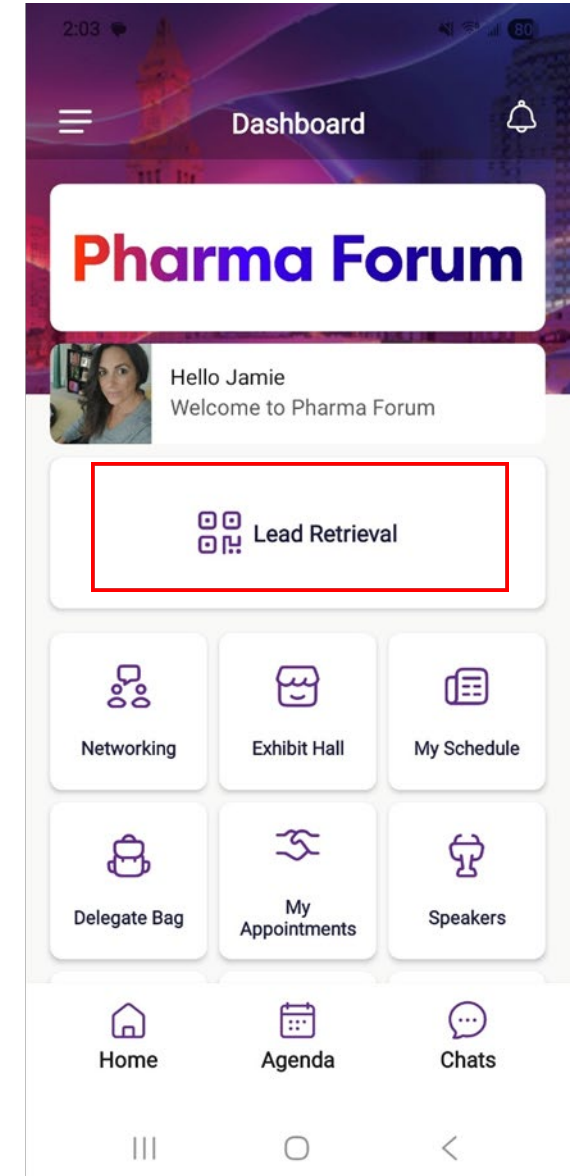 2:03
80
Dashboard
Pharma Forum
Hello Jamie
Welcome to Pharma Forum
Lead Retrieval
Networking
Exhibit Hall
My Schedule
Delegate Bag
My
Appointments
Speakers
Home
Agenda
Chats